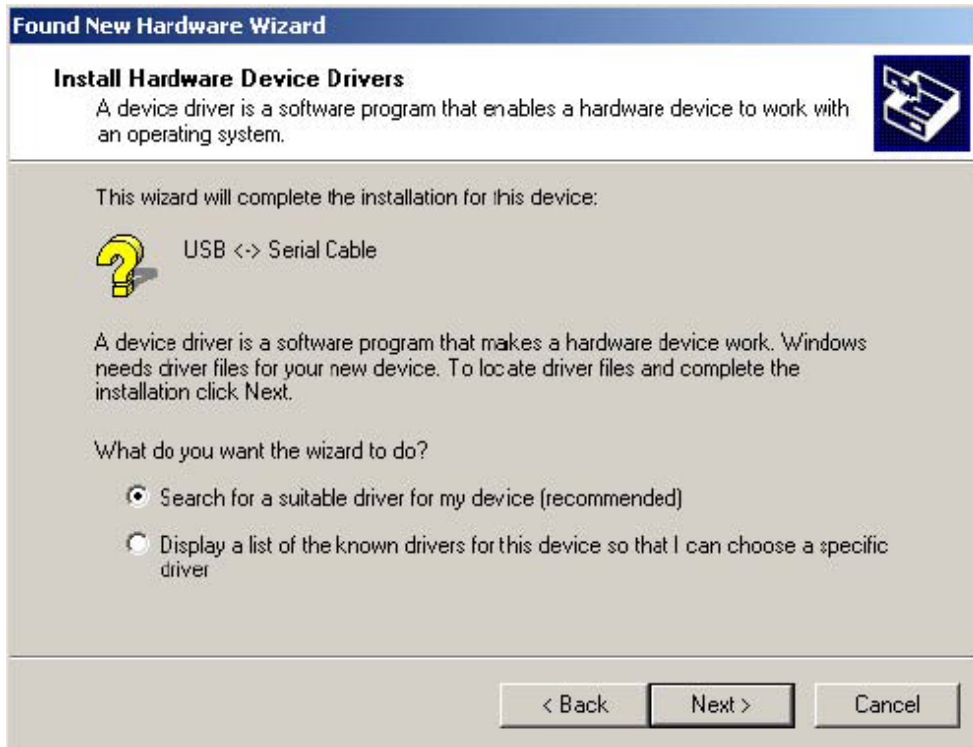 Found New Hardware Wizard
Install Hardware Device Drivers
A device driver is a software program that enables a hardware device to work with
an operating system.
This wizard will complete the installation for this device:
USB <-> Serial Cable
A device driver is a software program that makes a hardware device work. Windows
needs driver files for your new device. To locate driver files and complete the
installation click Next.
What do you want the wizard to do?
Search for a suitable driver for my device (recommended)
Display a list of the known drivers for this device so that I can choose a specific
driver
< Back
Next >
Cancel